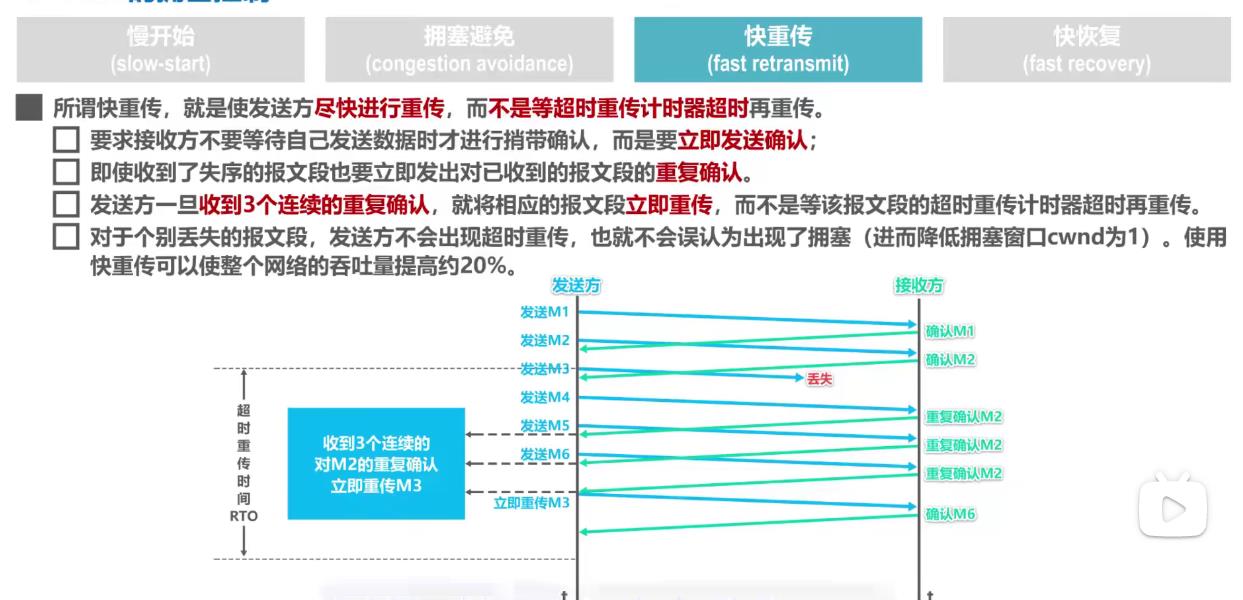 的拥塞控制
慢开始
(slow-start)
拥塞避免
(congestion avoidance)
快重传
(fast retransmit)
快恢复
(fast recovery)
所谓快重传，就是使发送方尽快进行重传，而不是等超时重传计时器超时再重传。
要求接收方不要等待自己发送数据时才进行捎带确认，而是要立即发送确认；
即使收到了失序的报文段也要立即发出对已收到的报文段的重复确认。
发送方一旦收到3个连续的重复确认，就将相应的报文段立即重传，而不是等该报文段的超时重传计时器超时再重传。
对于个别丢失的报文段，发送方不会出现超时重传，也就不会误认为出现了拥塞（进而降低拥塞窗口cwnd为1）。使用
快重传可以使整个网络的吞吐量提高约20%。
发送方
接收方
发送M1
确认M1
发送M2
确认M2
发送M3
丢失
发送M4
重复确认M2
发送M5
重复确认M2
发送M6
重复确认M2
立即重传M3
确认M6
超时重传时间
RTO
收到3个连续的
对M2的重复确认
立即重传M3
t
t